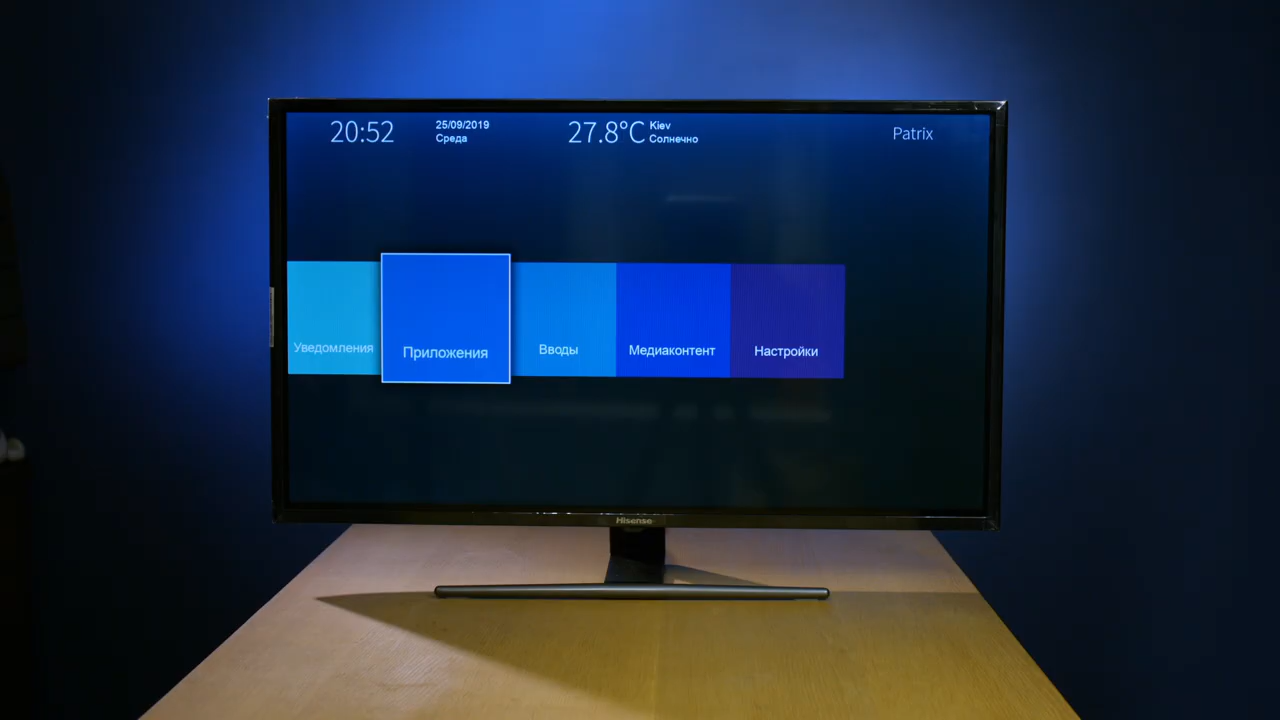 20:52
25/09/2019
Среда
27.8°C
Kiev
Солнечно
Patrix
Уведомления
Приложения
Вводы
Медиаконтент
Настройки
Hisense